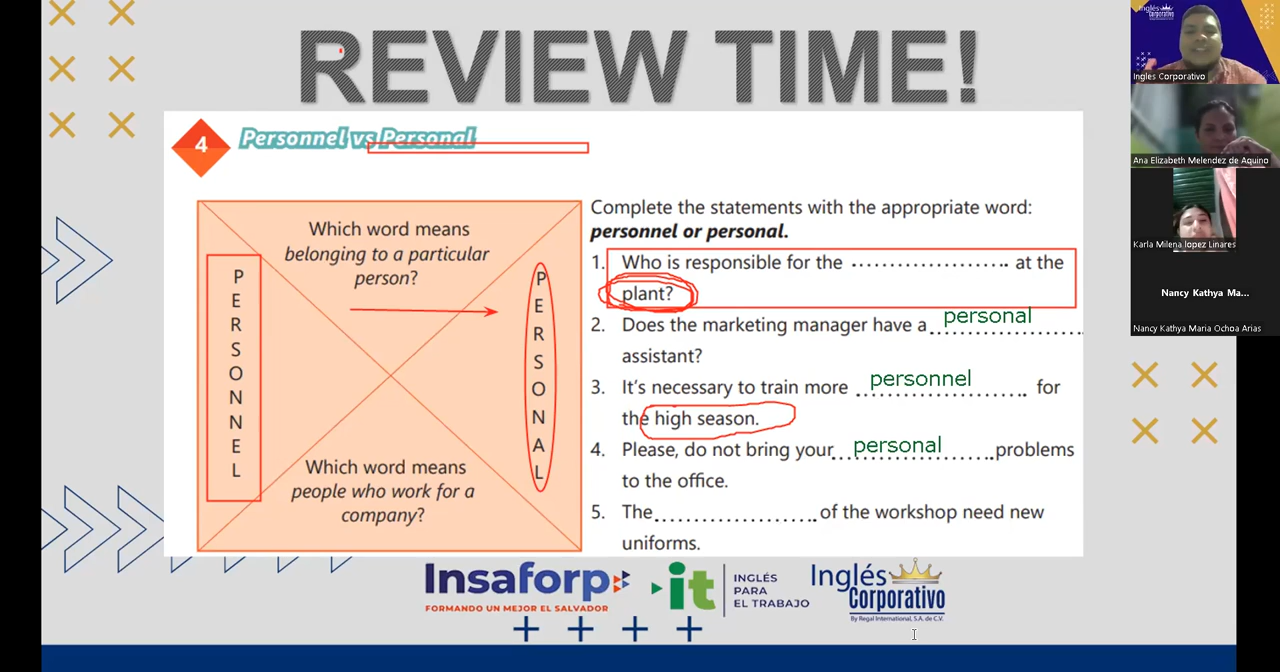 REVIEW TIME!
4
Personnel vs Personal
Which word means
belonging to a particular
person?
PERSONNEL
PERSONAL
Which word means
people who work for a
company?
Complete the statements with the appropriate word:
personnel or personal.
1. Who is responsible for the ........................ at the
plant?
2. Does the marketing manager have a personal
assistant?
3. It's necessary to train more personnel for
the high season.
4. Please, do not bring your personal problems
to the office.
5. The ........................ of the workshop need new
uniforms.
Insaforp
FORMANDO UN MEJOR EL SALVADOR
it
INGLÉS
PARA
EL TRABAJO
Inglés
Corporativo
By Regal International, S.A. de C.V.
Inglés
Corporativo
Ingles Corporativo
Ana Elizabeth Melendez de Aquino
Karla Milena lopez Linares
Nancy Kathya Ma...
Nancy Kathya Maria Ochoa Arias